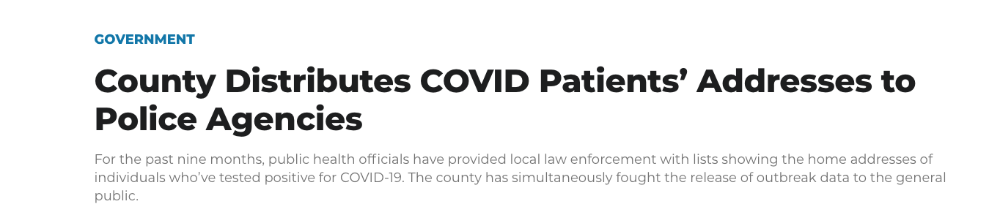 GOVERNMENT
County Distributes COVID Patients’ Addresses to
Police Agencies
For the past nine months, public health officials have provided local law enforcement with lists showing the home addresses of
individuals who’ve tested positive for COVID-19. The county has simultaneously fought the release of outbreak data to the general
public.